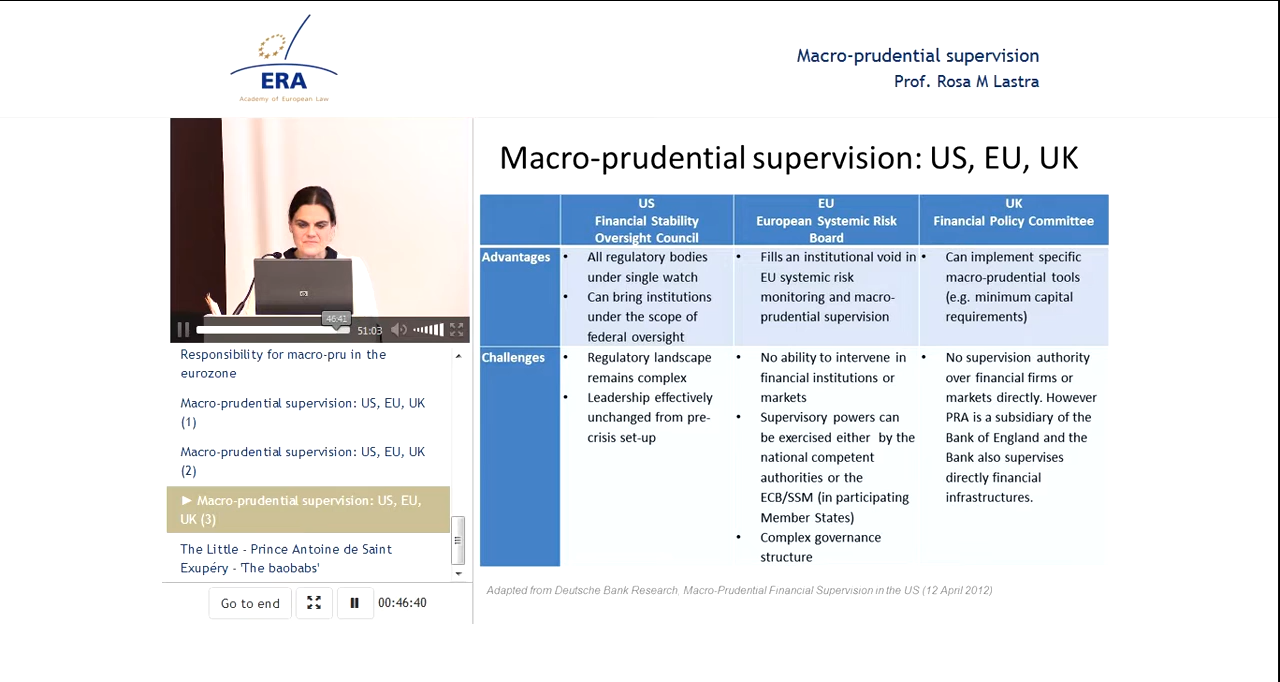 ERA
Academy of European Law
Macro-prudential supervision
Prof. Rosa M Lastra
46:41
51:03
Responsibility for macro-pru in the
eurozone
Macro-prudential supervision: US, EU, UK
(1)
Macro-prudential supervision: US, EU, UK
(2)
► Macro-prudential supervision: US, EU,
UK (3)
The Little - Prince Antoine de Saint
Exupéry - 'The baobabs'
Go to end
00:46:40
Macro-prudential supervision: US, EU, UK
US
Financial Stability
Oversight Council
EU
European Systemic Risk
Board
UK
Financial Policy Committee
Advantages
• All regulatory bodies
under single watch
• Can bring institutions
under the scope of
federal oversight
• Fills an institutional void in
EU systemic risk
monitoring and macro-
prudential supervision
• Can implement specific
macro-prudential tools
(e.g. minimum capital
requirements)
Challenges
• Regulatory landscape
remains complex
• Leadership effectively
unchanged from pre-
crisis set-up
• No ability to intervene in
financial institutions or
markets
• Supervisory powers can
be exercised either by the
national competent
authorities or the
ECB/SSM (in participating
Member States)
• Complex governance
structure
• No supervision authority
over financial firms or
markets directly. However
PRA is a subsidiary of the
Bank of England and the
Bank also supervises
directly financial
infrastructures.
Adapted from Deutsche Bank Research, Macro-Prudential Financial Supervision in the US (12 April 2012)